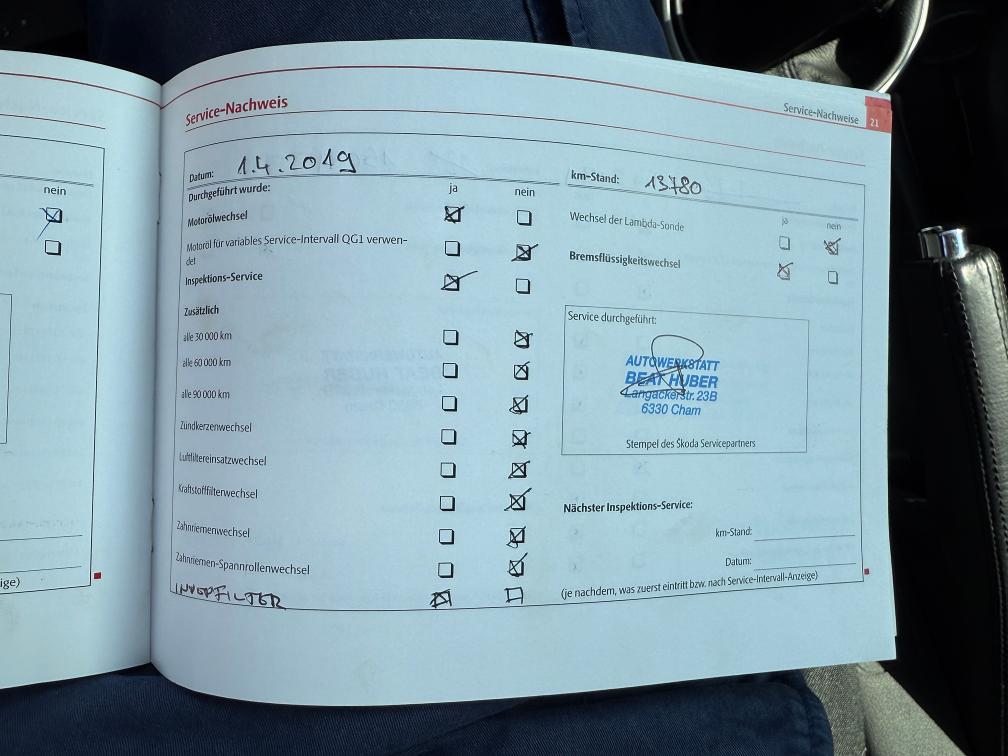 Service-Nachweis
Service-Nachweise
21
Datum: 1.4.2019
km-Stand: 13780
Durchgeführt wurde:
ja
nein
Motorölwechsel
Motoröl für variables Service-Intervall QG1 verwen-
det
Inspektions-Service
Zusätzlich
alle 30 000 km
alle 60 000 km
alle 90 000 km
Zündkerzenwechsel
Luftfiltereinsatzwechsel
Kraftstofffilterwechsel
Zahnriemenwechsel
Zahnriemen-Spannrollenwechsel
ja
nein
Wechsel der Lambda-Sonde
Bremsflüssigkeitswechsel
Service durchgeführt:
AUTOWERKSTATT
BEAT HUBER
Langackerstr. 23B
6330 Cham
Stempel des Škoda Servicepartners
Nächster Inspektions-Service:
km-Stand:
Datum:
(je nachdem, was zuerst eintritt bzw. nach Service-Intervall-Anzeige)
nein
ige)